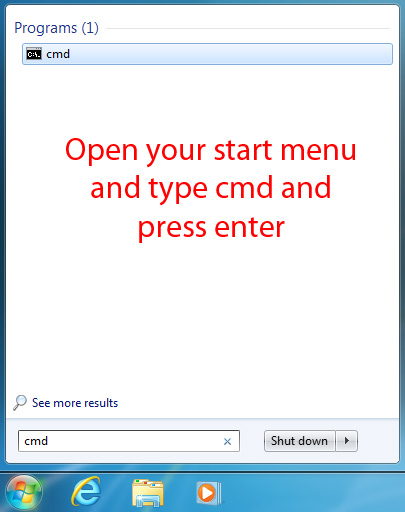 Programs (1)
cmd
Open your start menu
and type cmd and
press enter
See more results
cmd
Shut down